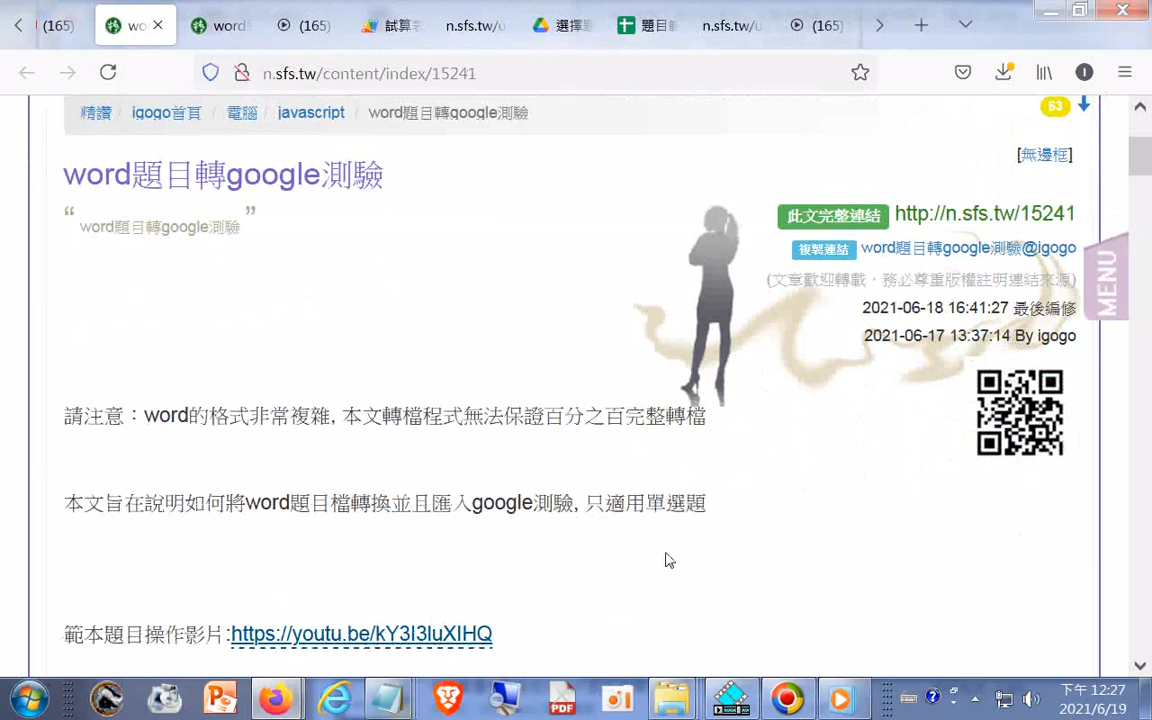 (165)
wo
word
(165)
試算表
n.sfs.tw/u
選擇題
題目範
n.sfs.tw/u
(165)
n.sfs.tw/content/index/15241
精讚 / igogo首頁 / 電腦 / javascript / word題目轉google測驗
63
[無邊框]
word題目轉google測驗
“ word題目轉google測驗 ”
此文完整連結 http://n.sfs.tw/15241
複製連結 word題目轉google測驗@igogo
(文章歡迎轉載，務必尊重版權註明連結來源)
2021-06-18 16:41:27 最後編修
2021-06-17 13:37:14 By igogo
MENU
請注意：word的格式非常複雜, 本文轉檔程式無法保證百分之百完整轉檔
本文旨在說明如何將word題目檔轉換並且匯入google測驗, 只適用單選題
範本題目操作影片:https://youtu.be/kY3I3luXIHQ
PDF
下午 12:27
2021/6/19